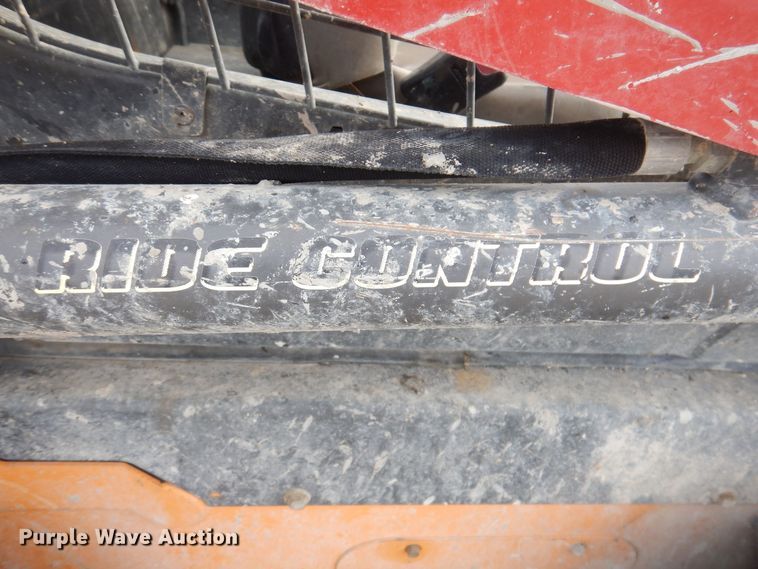 RIDE CONTROL
Purple Wave Auction